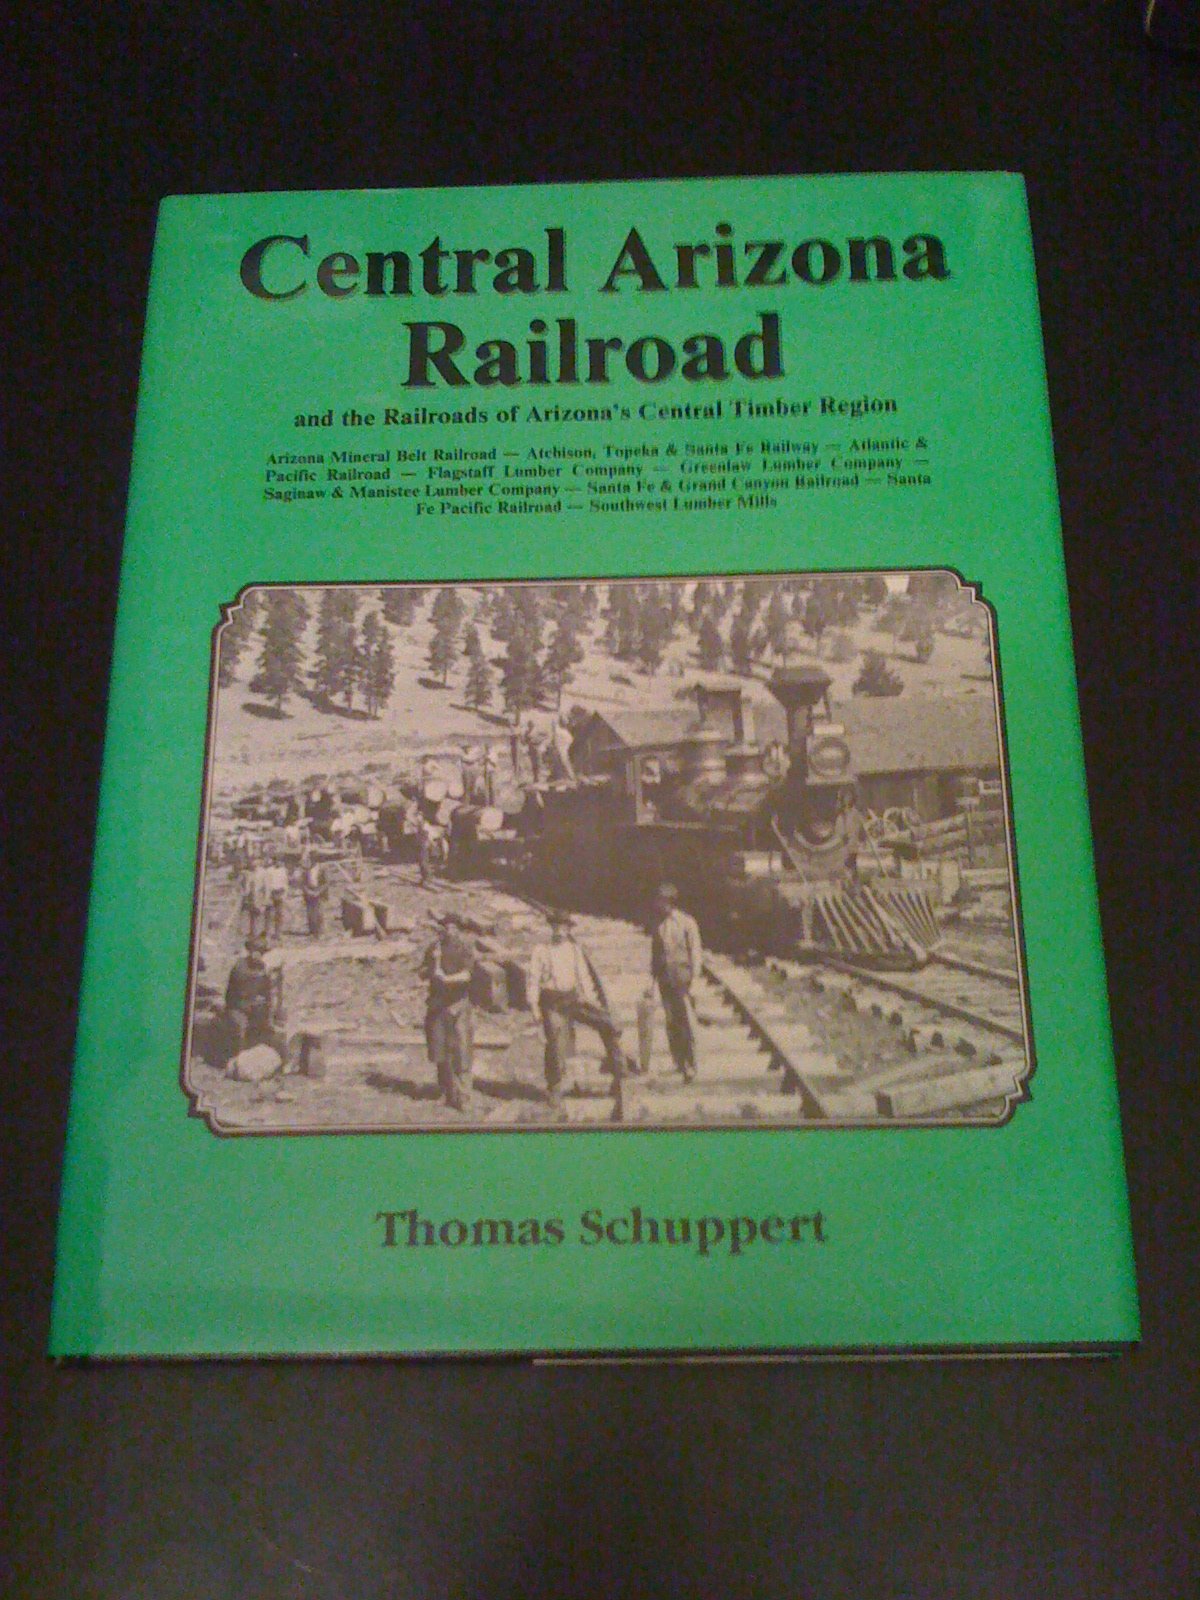 Central Arizona
Railroad
and the Railroads of Arizona's Central Timber Region
Arizona Mineral Belt Railroad — Atchison, Topeka & Santa Fe Railway — Atlantic &
Pacific Railroad — Flagstaff Lumber Company — Greenlaw Lumber Company —
Saginaw & Manistee Lumber Company — Santa Fe & Grand Canyon Railroad — Santa
Fe Pacific Railroad — Southwest Lumber Mills
Thomas Schuppert